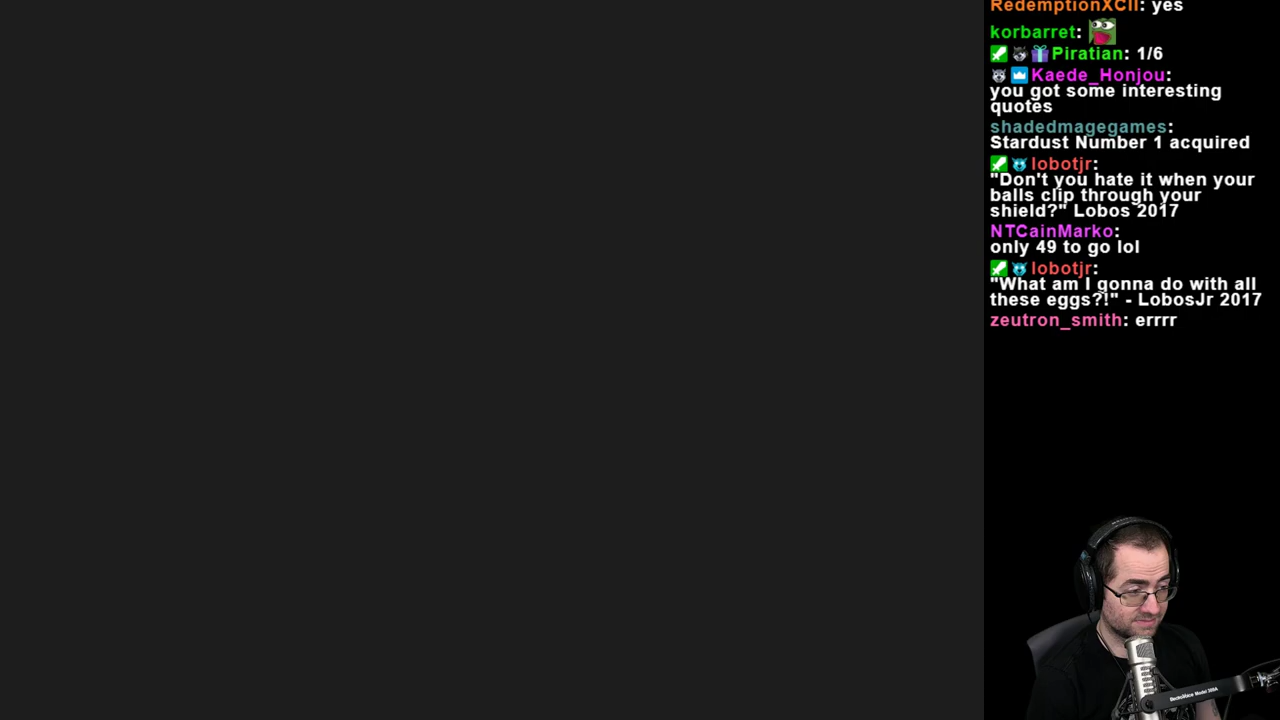 RedemptionXCII: yes
korbarret:
Piratian: 1/6
Kaede_Honjou:
you got some interesting
quotes
shadedmagegames:
Stardust Number 1 acquired
lobotjr:
"Don't you hate it when your
balls clip through your
shield?" Lobos 2017
NTCainMarko:
only 49 to go lol
lobotjr:
"What am I gonna do with all
these eggs?!" - LobosJr 2017
zeutron_smith: errrr